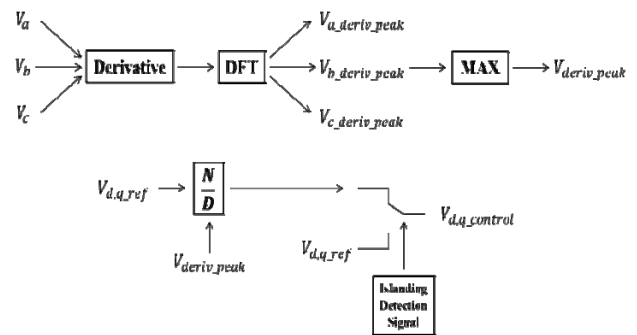 V_a
V_b
V_c
Derivative
DFT
V_a_deriv_peak
V_b_deriv_peak
V_c_deriv_peak
MAX
V_deriv_peak
V_d,q_ref
N
D
V_deriv_peak
V_d,q_ref
V_d,q_control
Islanding
Detection
Signal